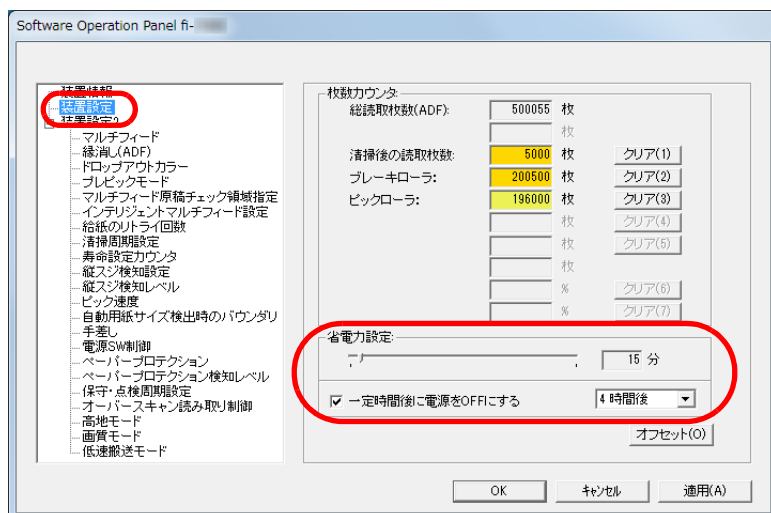 Software Operation Panel fi-
装置情報
装置設定
装置設定2
マルチフィード
縁消し(ADF)
ドロップアウトカラー
プレピックモード
マルチフィード原稿チェック領域指定
インテリジェントマルチフィード設定
給紙のリトライ回数
清掃周期設定
寿命設定カウンタ
縦スジ検知設定
縦スジ検知レベル
ピック速度
自動用紙サイズ検出時のバウンダリ
手差し
電源SW制御
ペーパープロテクション
ペーパープロテクション検知レベル
保守・点検周期設定
オーバースキャン読み取り制御
高地モード
画質モード
低速搬送モード
枚数カウンタ
総読取枚数(ADF): 500055 枚
枚
清掃後の読取枚数: 5000 枚 クリア(1)
ブレーキローラ: 200500 枚 クリア(2)
ピックローラ: 196000 枚 クリア(3)
枚 クリア(4)
枚 クリア(5)
枚
% クリア(6)
% クリア(7)
省電力設定:
15 分
一定時間後に電源をOFFにする 4 時間後
オフセット(O)
OK キャンセル 適用(A)